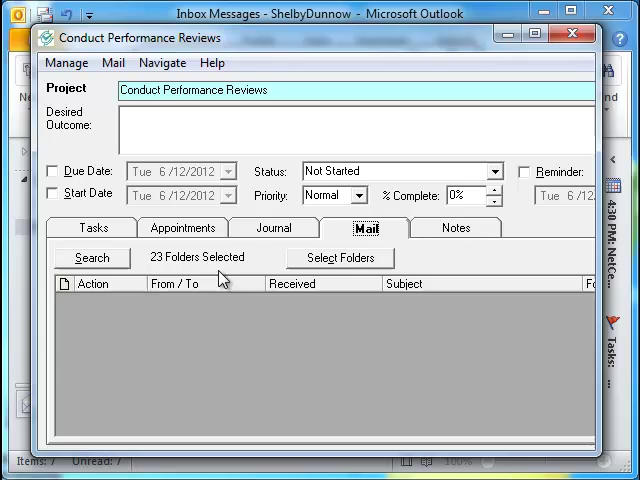 Inbox Messages - ShelbyDunnow - Microsoft Outlook
Conduct Performance Reviews
Manage Mail Navigate Help
Project Conduct Performance Reviews
Desired Outcome:
Due Date: Tue 6 /12/2012 Status: Not Started Reminder:
Start Date Tue 6 /12/2012 Priority: Normal % Complete: 0% Tue 6 /12
Tasks Appointments Journal Mail Notes
Search 23 Folders Selected Select Folders
Action From / To Received Subject Fo
4:30 PM: NetCe...
: Tasks:
Items: 7 Unread: 7 100%